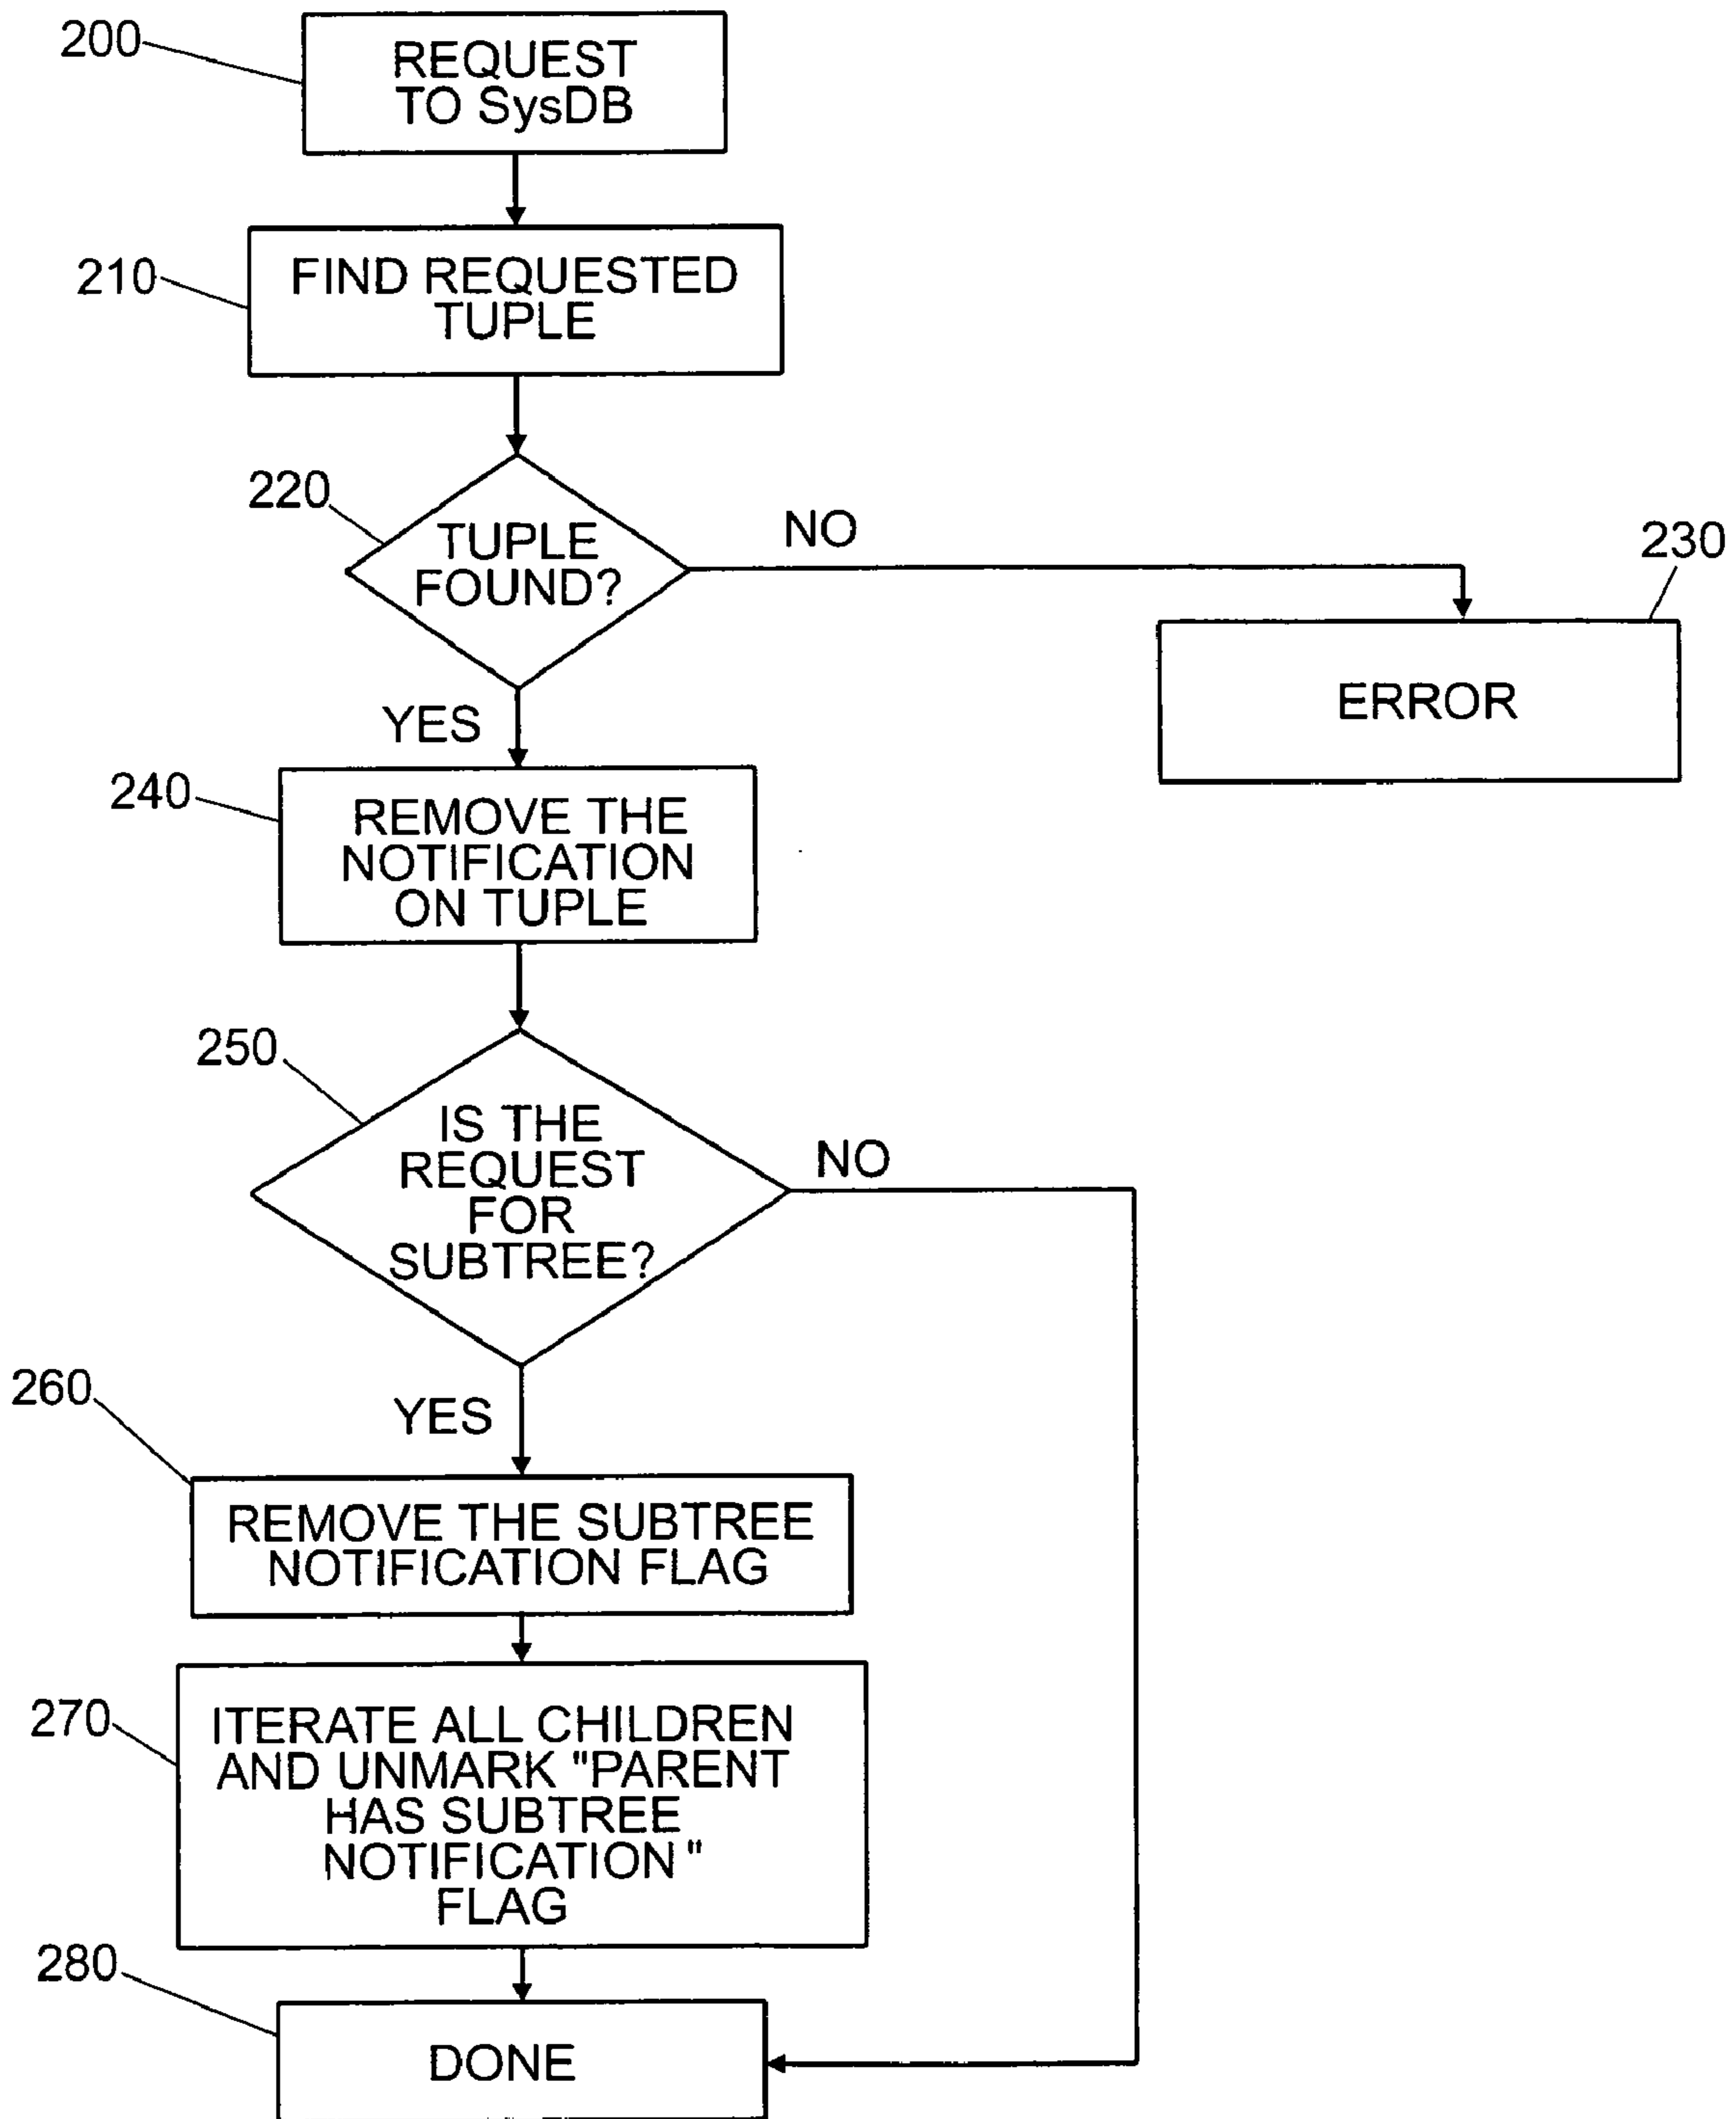 200
REQUEST
TO SysDB
210
FIND REQUESTED
TUPLE
220
TUPLE
FOUND?
NO
230
ERROR
YES
240
REMOVE THE
NOTIFICATION
ON TUPLE
250
IS THE
REQUEST
FOR
SUBTREE?
NO
260
YES
REMOVE THE SUBTREE
NOTIFICATION FLAG
270
ITERATE ALL CHILDREN
AND UNMARK "PARENT
HAS SUBTREE
NOTIFICATION"
FLAG
280
DONE